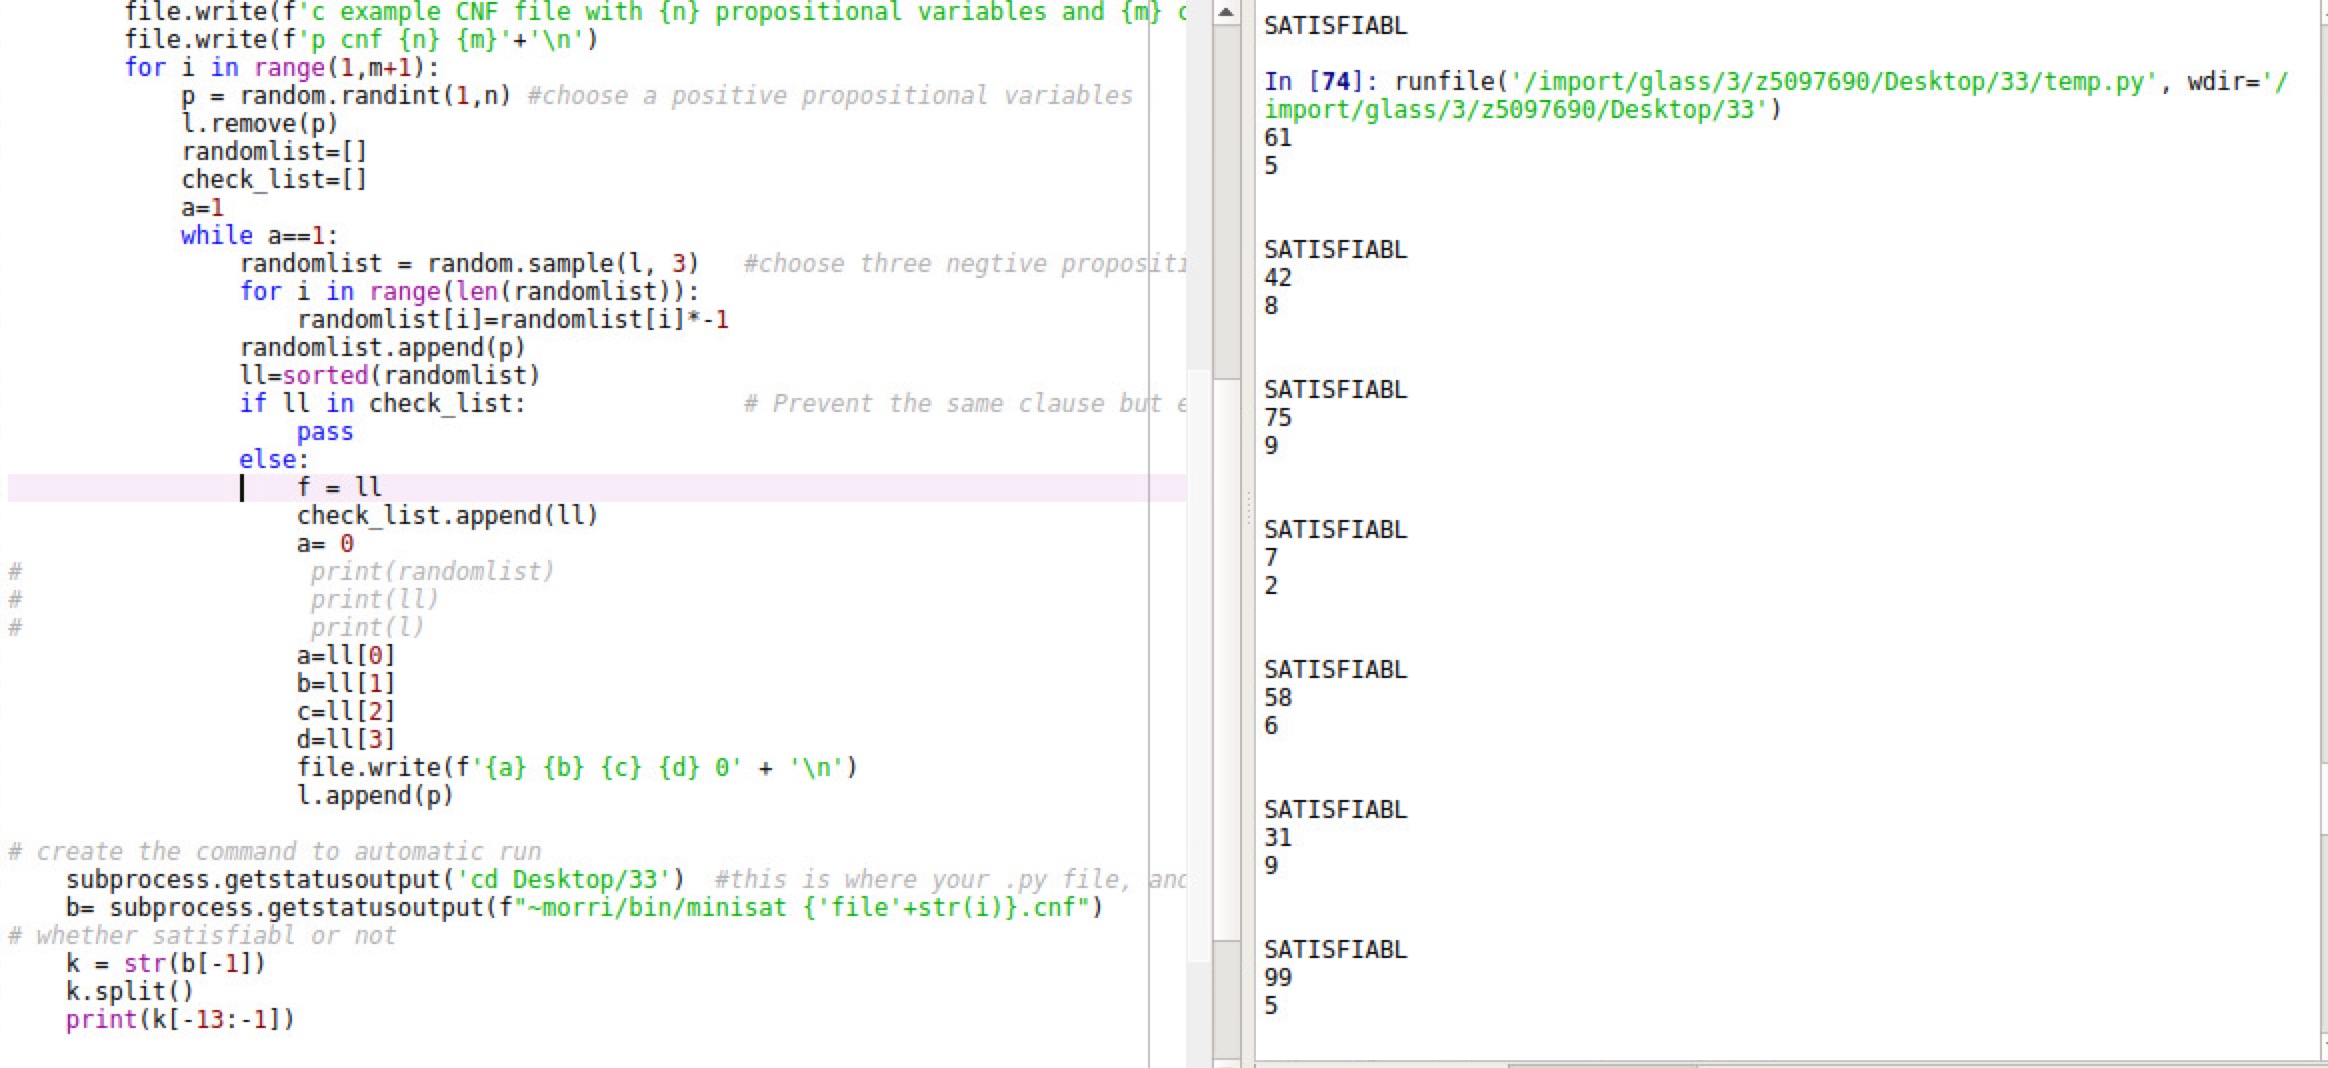 file.write(f'c example CNF file with {n} propositional variables and {m} c
file.write(f'p cnf {n} {m}'+'\n')
for i in range(1,m+1):
p = random.randint(1,n) #choose a positive propositional variables
l.remove(p)
randomlist=[]
check_list=[]
a=1
while a==1:
randomlist = random.sample(l, 3) #choose three negtive propositi
for i in range(len(randomlist)):
randomlist[i]=randomlist[i]*-1
randomlist.append(p)
ll=sorted(randomlist)
if ll in check_list: # Prevent the same clause but e
pass
else:
f = ll
check_list.append(ll)
a= 0
# print(randomlist)
# print(ll)
# print(l)
a=ll[0]
b=ll[1]
c=ll[2]
d=ll[3]
file.write(f'{a} {b} {c} {d} 0' + '\n')
l.append(p)
# create the command to automatic run
subprocess.getstatusoutput('cd Desktop/33') #this is where your .py file, and
b= subprocess.getstatusoutput(f"~morri/bin/minisat {'file'+str(i)}.cnf")
# whether satisfiabl or not
k = str(b[-1])
k.split()
print(k[-13:-1])
SATISFIABL
In [74]: runfile('/import/glass/3/z5097690/Desktop/33/temp.py', wdir='/
import/glass/3/z5097690/Desktop/33')
61
5
SATISFIABL
42
8
SATISFIABL
75
9
SATISFIABL
7
2
SATISFIABL
58
6
SATISFIABL
31
9
SATISFIABL
99
5